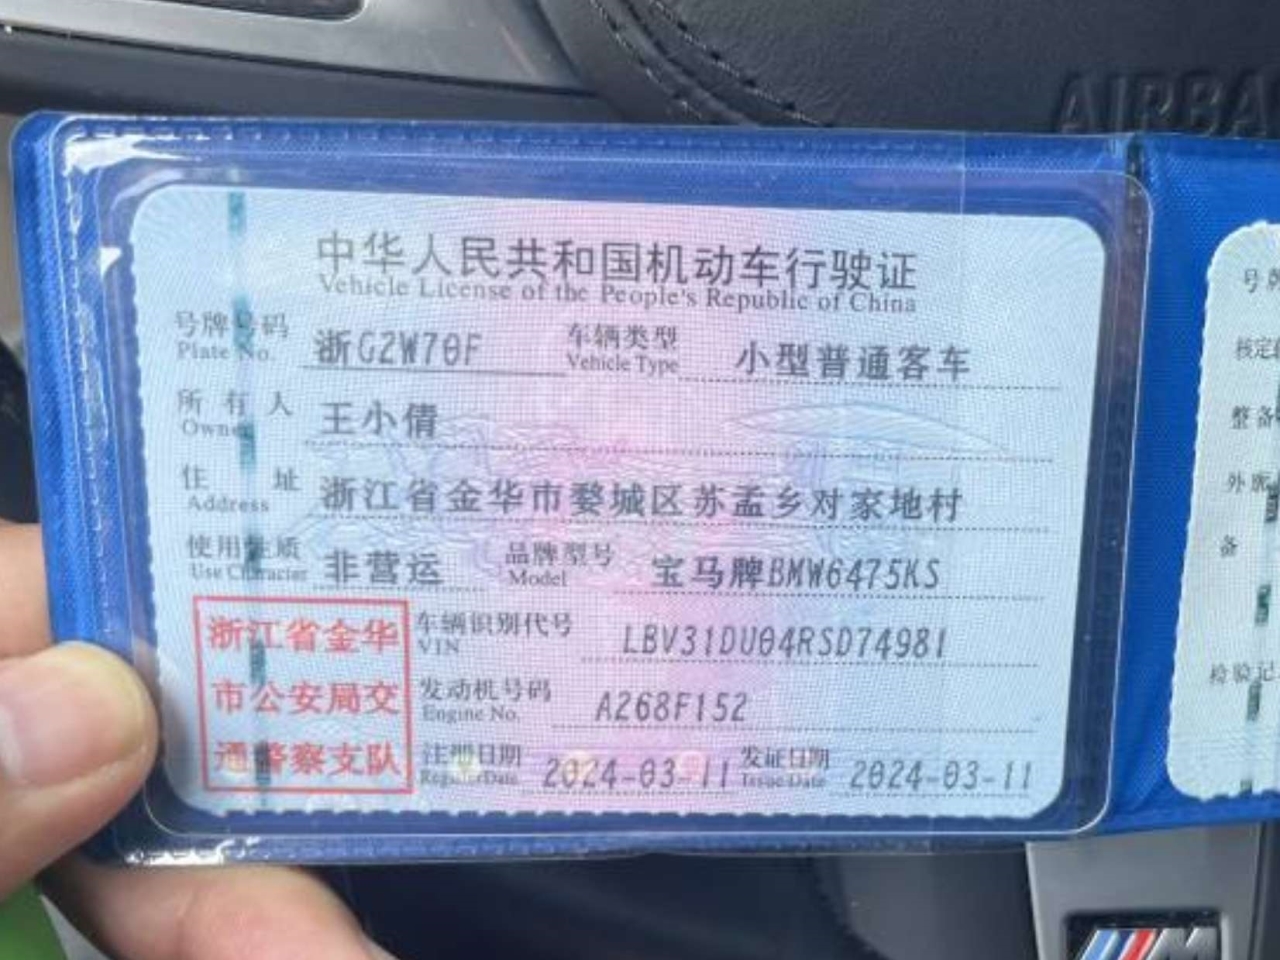 AIRBA
中华人民共和国机动车行驶证
Vehicle License of the People's Republic of China
号牌号码 浙G2W70F 车辆类型 小型普通客车
Plate No. Vehicle Type
所有人 王小倩
Owner
住址 浙江省金华市婺城区苏孟乡对家地村
Address
使用性质 非营运 品牌型号 宝马牌BMW6475KS
Use Character Model
浙江省金华
市公安局交
通警察支队
车辆识别代号 LBV31DU04RSD74981
VIN
发动机号码 A268F152
Engine No.
注册日期 2024-03-11 发证日期 2024-03-11
Register Date Issue Date
号牌
核定
整备
外廓
备
检验记
M